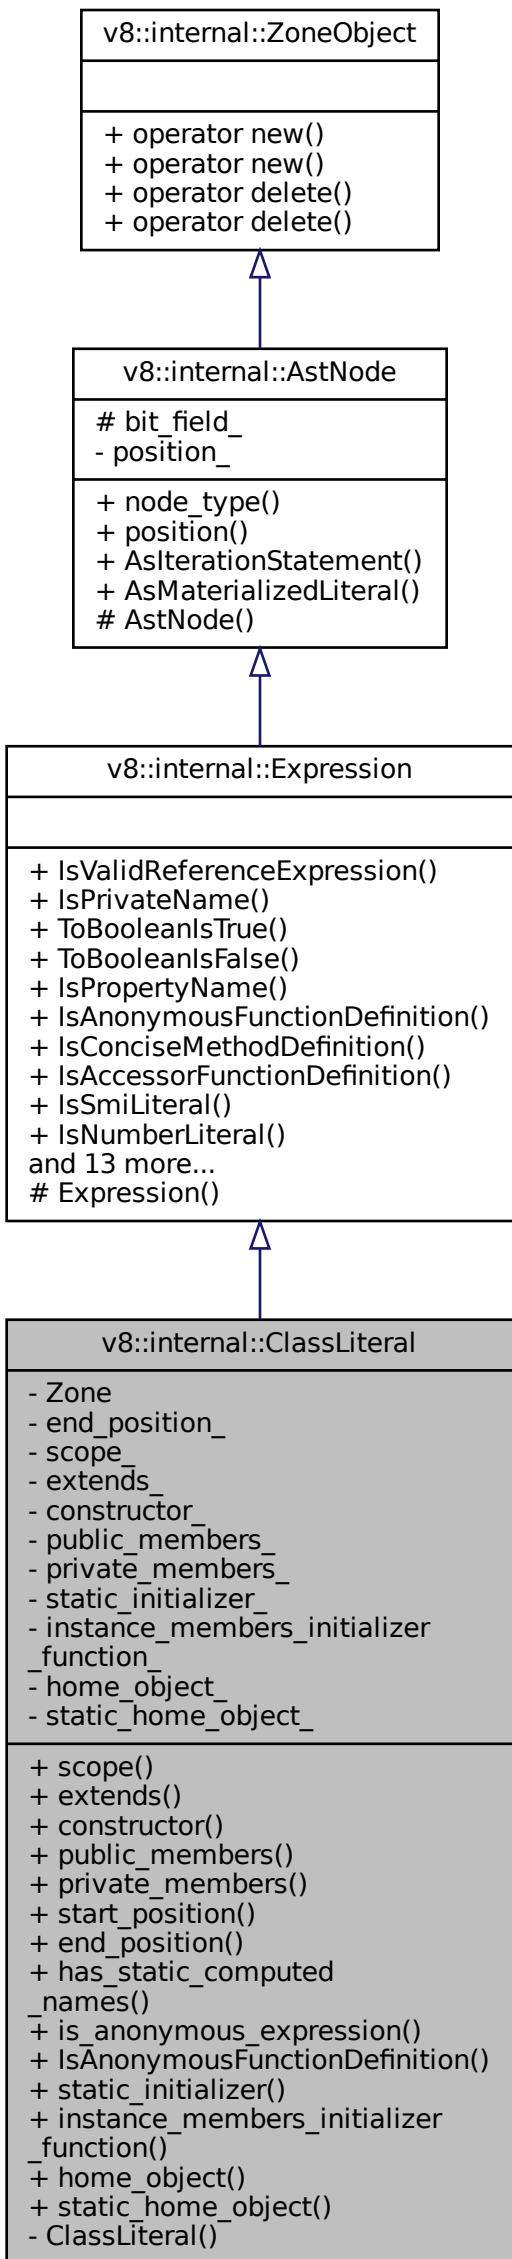 v8::internal::ZoneObject
+ operator new()
+ operator new()
+ operator delete()
+ operator delete()
v8::internal::AstNode
# bit_field_
- position_
+ node_type()
+ position()
+ AsIterationStatement()
+ AsMaterializedLiteral()
# AstNode()
v8::internal::Expression
+ IsValidReferenceExpression()
+ IsPrivateName()
+ ToBooleanIsTrue()
+ ToBooleanIsFalse()
+ IsPropertyName()
+ IsAnonymousFunctionDefinition()
+ IsConciseMethodDefinition()
+ IsAccessorFunctionDefinition()
+ IsSmiLiteral()
+ IsNumberLiteral()
and 13 more...
# Expression()
v8::internal::ClassLiteral
- Zone
- end_position_
- scope_
- extends_
- constructor_
- public_members_
- private_members_
- static_initializer_
- instance_members_initializer
_function_
- home_object_
- static_home_object_
+ scope()
+ extends()
+ constructor()
+ public_members()
+ private_members()
+ start_position()
+ end_position()
+ has_static_computed
_names()
+ is_anonymous_expression()
+ IsAnonymousFunctionDefinition()
+ static_initializer()
+ instance_members_initializer
_function()
+ home_object()
+ static_home_object()
- ClassLiteral()